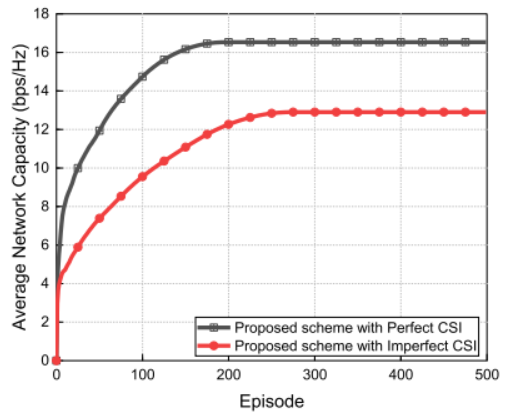 18
16
14
12
10
8
6
4
2
0
Average Network Capacity (bps/Hz)
Proposed scheme with Perfect CSI
Proposed scheme with Imperfect CSI
0 100 200 300 400 500
Episode